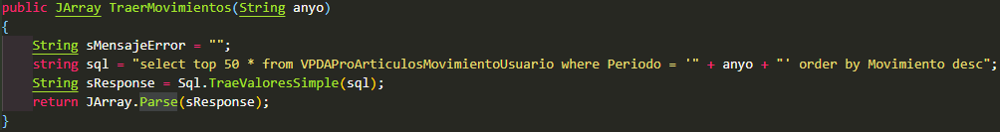 public JArray TraerMovimientos(String anyo)
{
String sMensajeError = "";
string sql = "select top 50 * from VPDAProArticulosMovimientoUsuario where Periodo = '" + anyo + "' order by Movimiento desc";
String sResponse = Sql.TraeValoresSimple(sql);
return JArray.Parse(sResponse);
}